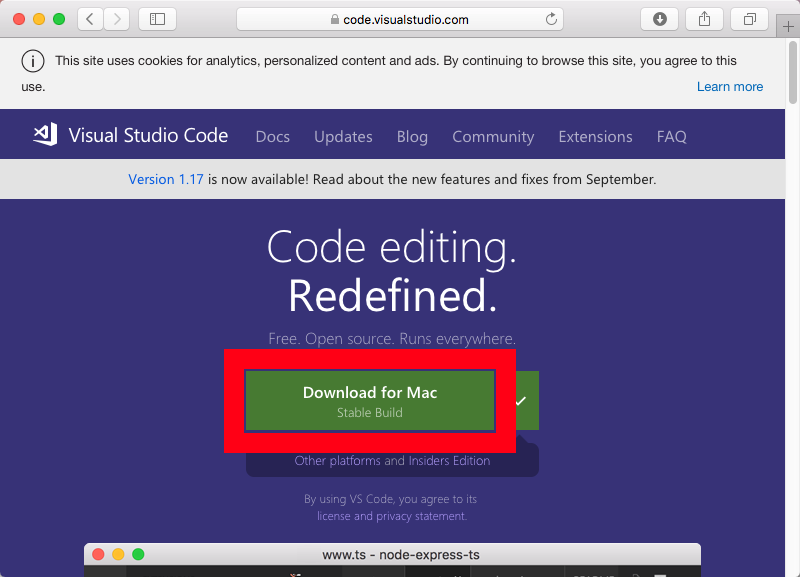 code.visualstudio.com
This site uses cookies for analytics, personalized content and ads. By continuing to browse this site, you agree to this
use.
Learn more
Visual Studio Code Docs Updates Blog Community Extensions FAQ
Version 1.17 is now available! Read about the new features and fixes from September.
Code editing.
Redefined.
Free. Open source. Runs everywhere.
Download for Mac
Stable Build
Other platforms and Insiders Edition
By using VS Code, you agree to its
license and privacy statement.
www.ts - node-express-ts